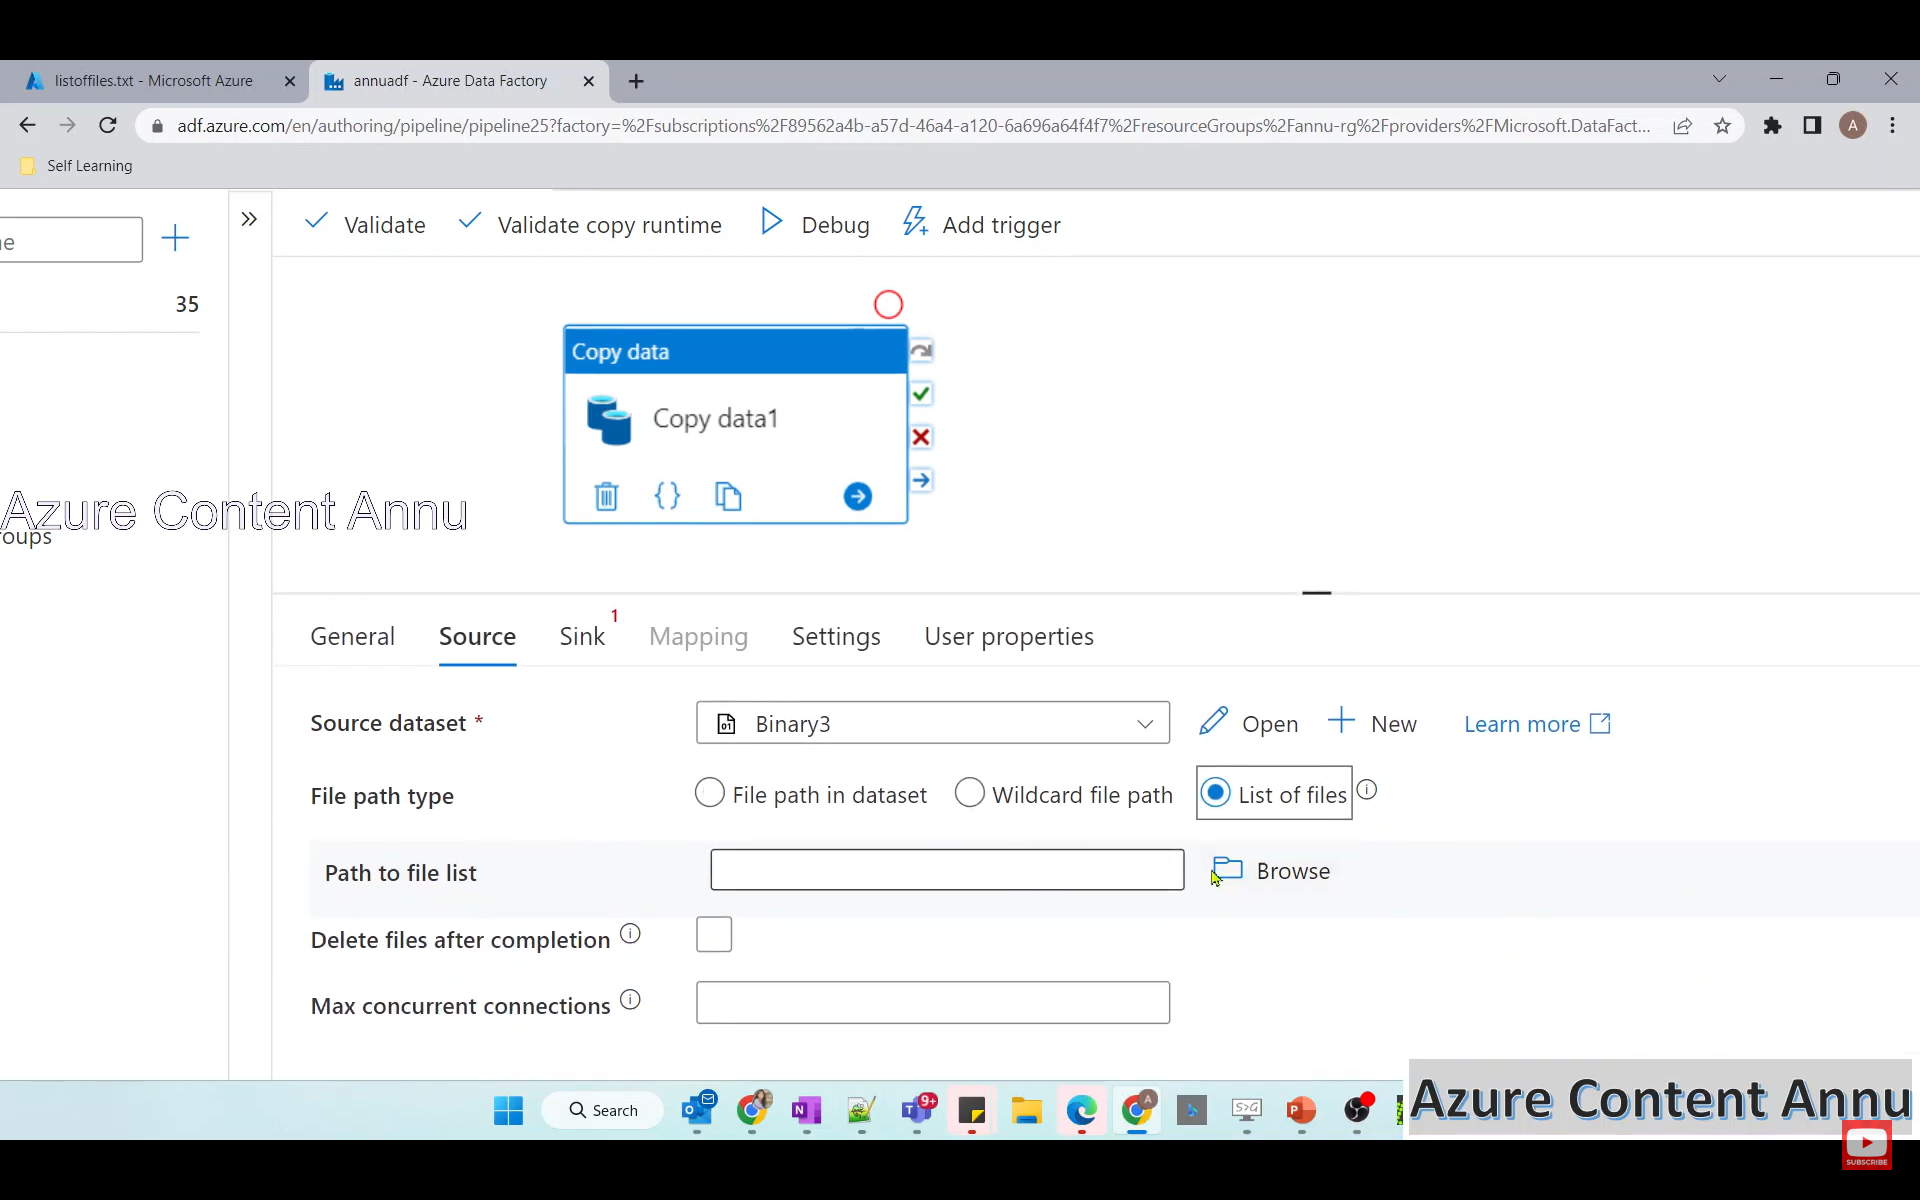 listoffiles.txt - Microsoft Azure
annuadf - Azure Data Factory
adf.azure.com/en/authoring/pipeline/pipeline25?factory=%2Fsubscriptions%2F89562a4b-a57d-46a4-a120-6a696a64f4f7%2FresourceGroups%2Fannu-rg%2Fproviders%2FMicrosoft.DataFact...
A
Self Learning
Validate
Validate copy runtime
Debug
Add trigger
ne
35
Copy data
Copy data1
Azure Content Annu
roups
General
Source
Sink
1
Mapping
Settings
User properties
Source dataset *
Binary3
Open
New
Learn more
File path type
File path in dataset
Wildcard file path
List of files
Path to file list
Browse
Delete files after completion
Max concurrent connections
Search
9+
Azure Content Annu
SUBSCRIBE